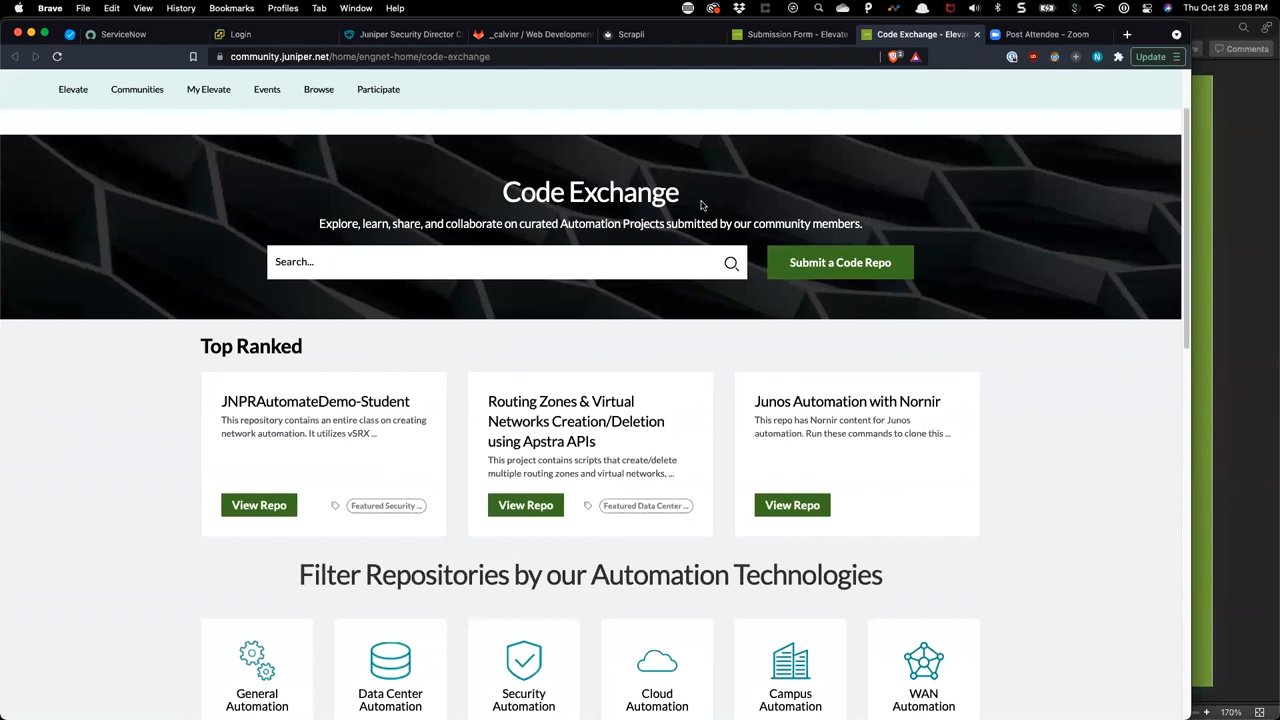 Brave File Edit View History Bookmarks Profiles Tab Window Help Thu Oct 28 3:08 PM
ServiceNow Login Juniper Security Director C _calvinr / Web Developmen Scrapli Submission Form - Elevate Code Exchange - Eleva Post Attendee - Zoom
community.juniper.net/home/engnet-home/code-exchange
Update
Comments
Elevate Communities My Elevate Events Browse Participate
Code Exchange
Explore, learn, share, and collaborate on curated Automation Projects submitted by our community members.
Search...
Submit a Code Repo
Top Ranked
JNPRAutomateDemo-Student
This repository contains an entire class on creating
network automation. It utilizes vSRX ...
View Repo
Featured Security ...
Routing Zones & Virtual
Networks Creation/Deletion
using Apstra APIs
This project contains scripts that create/delete
multiple routing zones and virtual networks, ...
View Repo
Featured Data Center ...
Junos Automation with Nornir
This repo has Nornir content for Junos
automation. Run these commands to clone this ...
View Repo
Filter Repositories by our Automation Technologies
General
Automation
Data Center
Automation
Security
Automation
Cloud
Automation
Campus
Automation
WAN
Automation
170%